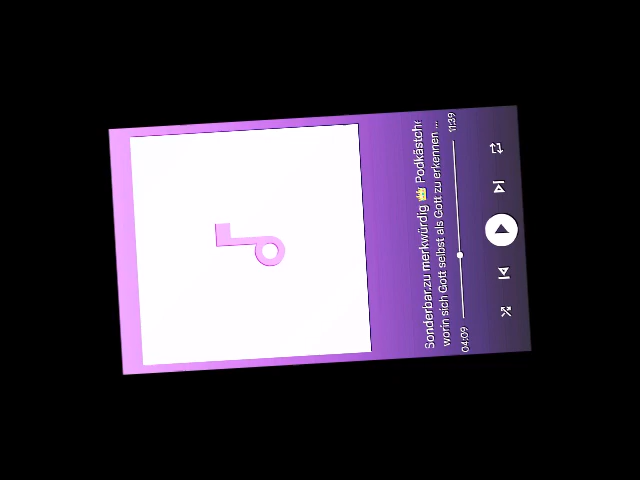 Sonderbar.zu merkwürdig 👑 Podkästche
worin sich Gott selbst als Gott zu erkennen ...
04:09
11:39